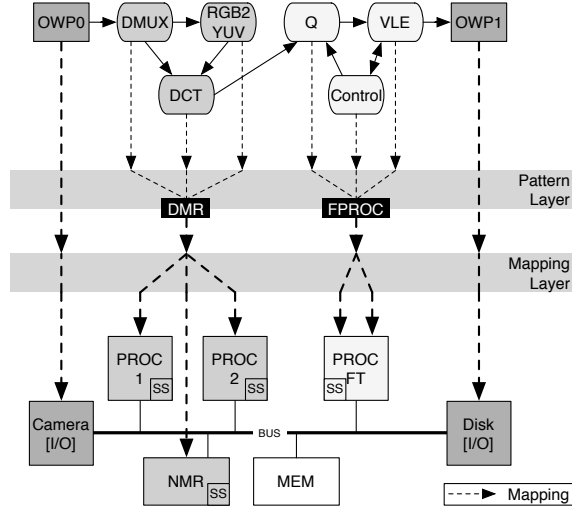 OWP0
DMUX
RGB2
YUV
Q
VLE
OWP1
DCT
Control
Pattern
Layer
DMR
FPROC
Mapping
Layer
PROC
1
SS
PROC
2
SS
PROC
FT
SS
Camera
[I/O]
BUS
Disk
[I/O]
NMR
SS
MEM
Mapping